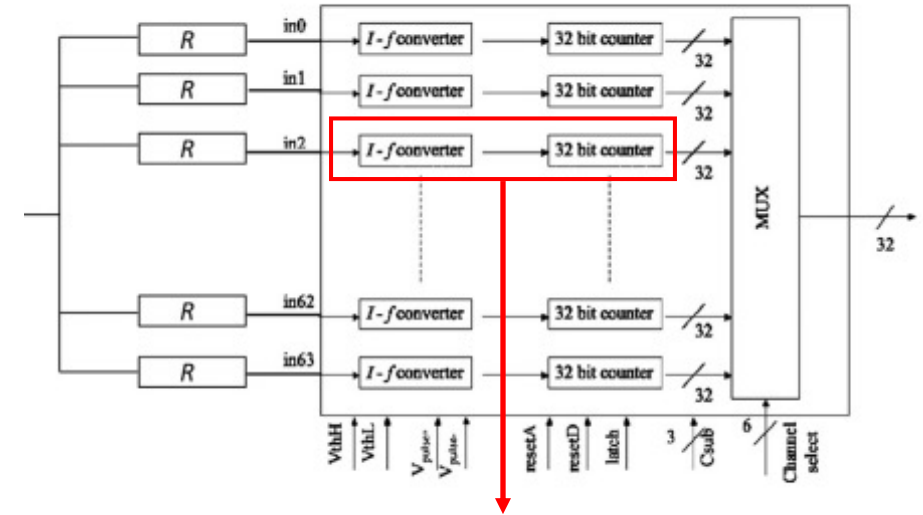 R in0 I - f converter 32 bit counter 32
R in1 I - f converter 32 bit counter 32
R in2 I - f converter 32 bit counter 32
MUX
32
R in62 I - f converter 32 bit counter 32
R in63 I - f converter 32 bit counter 32
VthH
VthL
Vpulse+
Vpulse-
resetA
resetD
latch
3
Csub
6
Channel
select